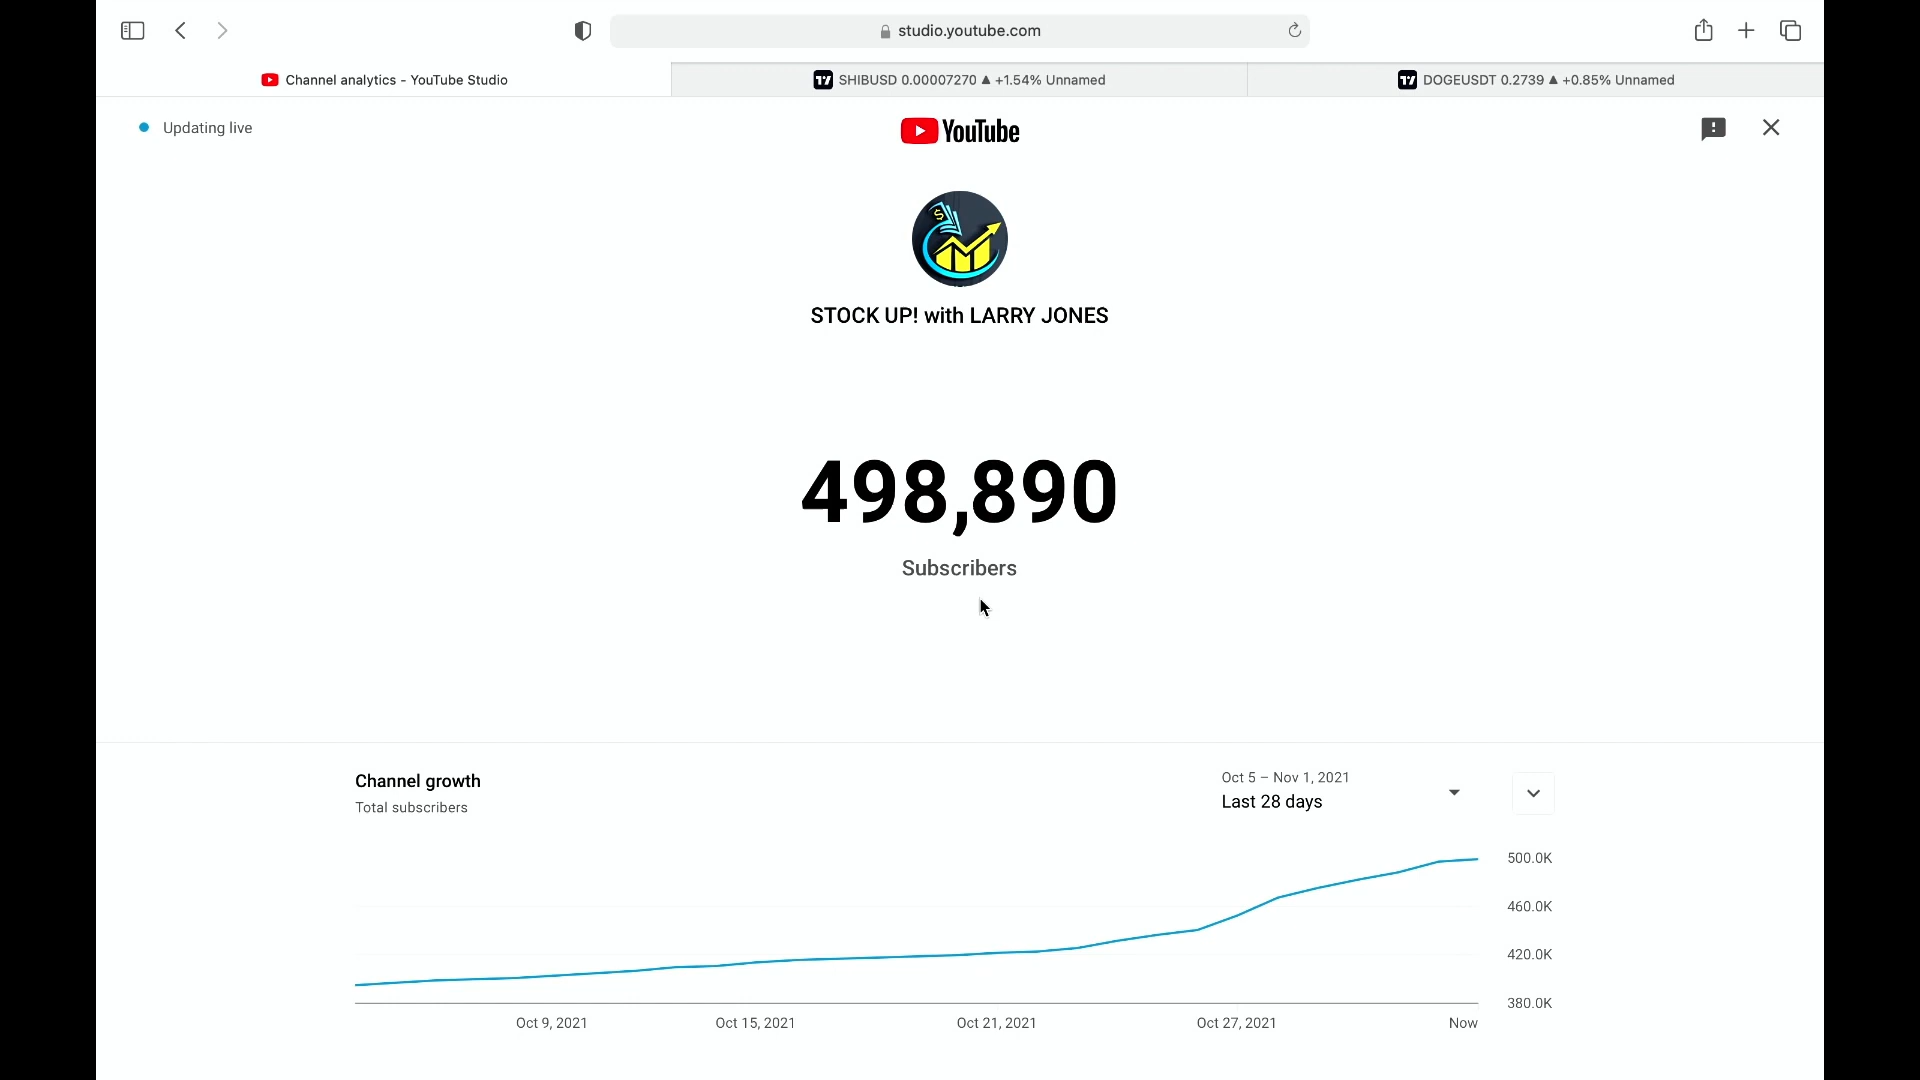 studio.youtube.com
Channel analytics - YouTube Studio
SHIBUSD 0.00007270 ▲ +1.54% Unnamed
DOGEUSDT 0.2739 ▲ +0.85% Unnamed
Updating live
YouTube
STOCK UP! with LARRY JONES
498,890
Subscribers
Channel growth
Total subscribers
Oct 5 – Nov 1, 2021
Last 28 days
500.0K
460.0K
420.0K
380.0K
Oct 9, 2021
Oct 15, 2021
Oct 21, 2021
Oct 27, 2021
Now